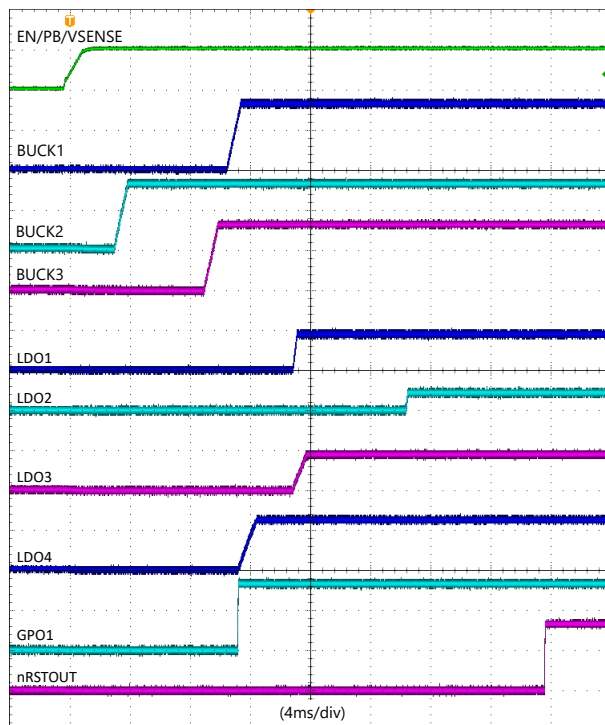 T
EN/PB/VSENSE
BUCK1
BUCK2
BUCK3
LDO1
LDO2
LDO3
LDO4
GPO1
nRSTOUT
(4ms/div)